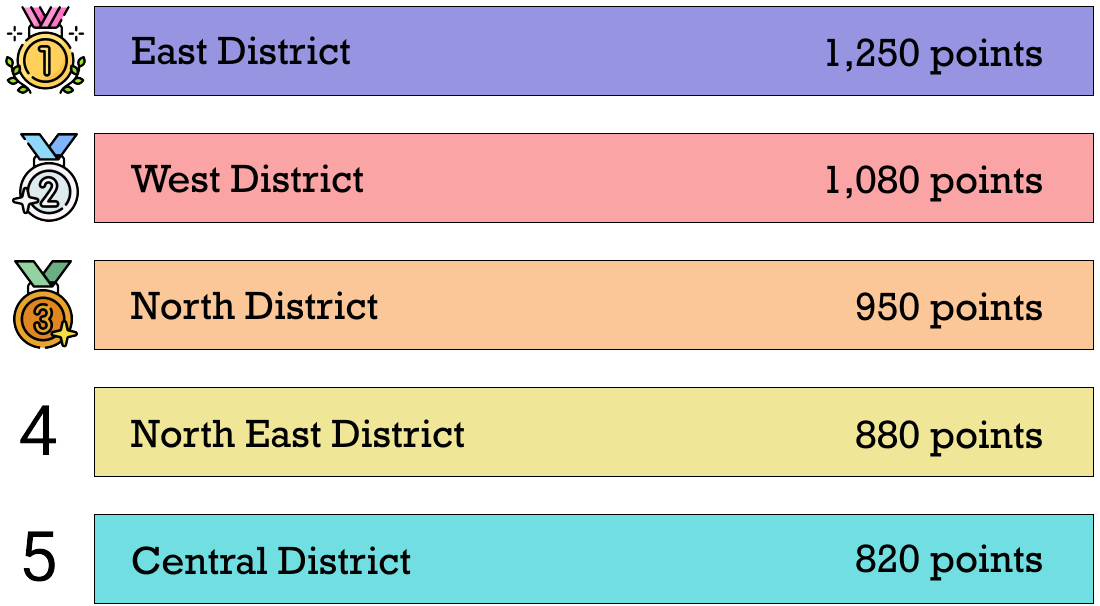 1 East District 1,250 points
2 West District 1,080 points
3 North District 950 points
4 North East District 880 points
5 Central District 820 points